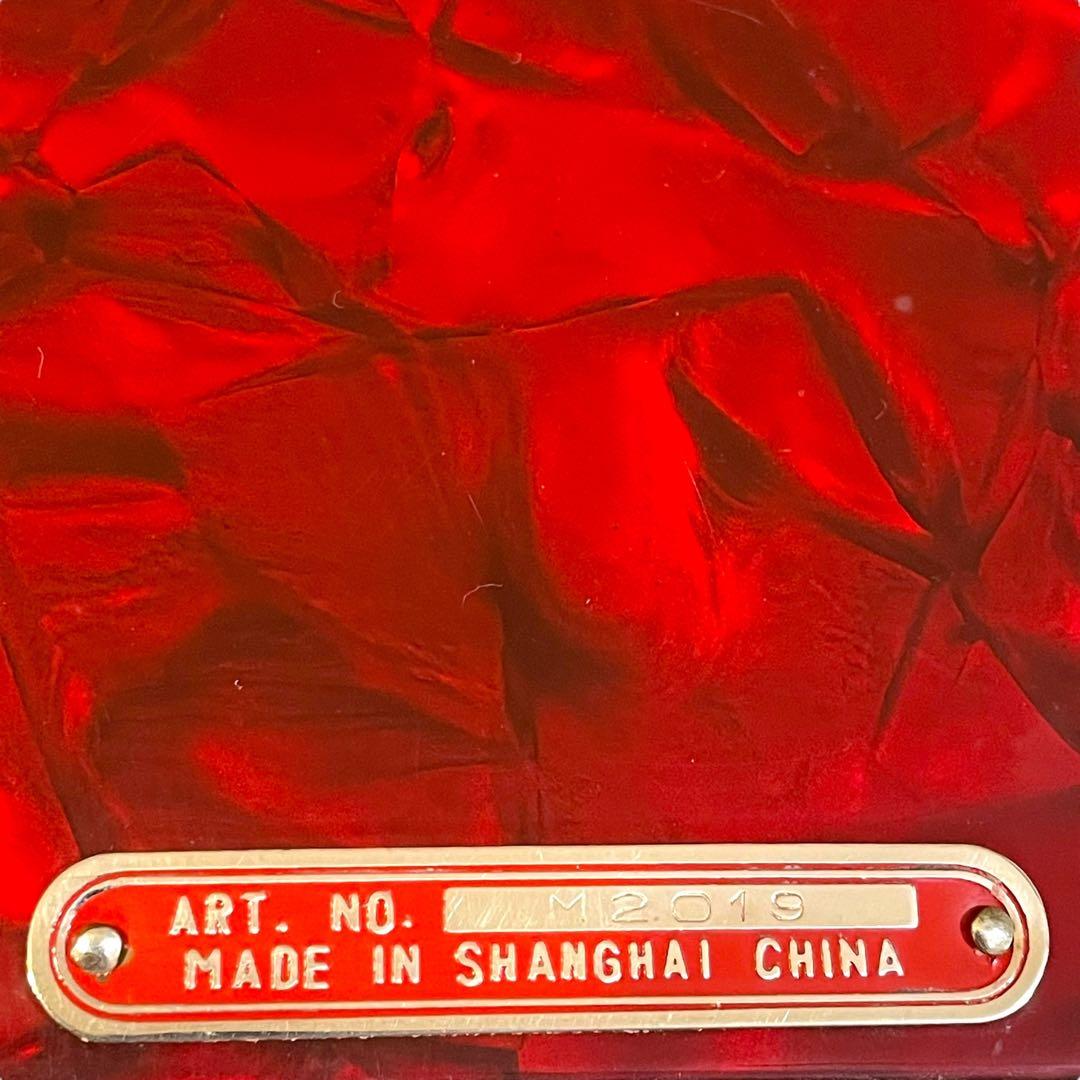 ART. NO. M2019
MADE IN SHANGHAI CHINA